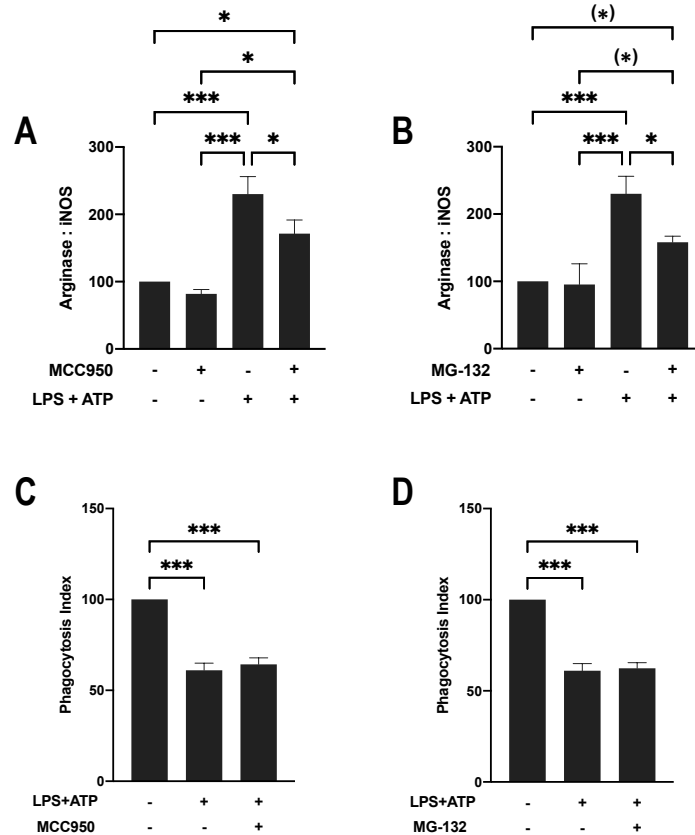 A
*
*
***
*** *
Arginase : iNOS
300
200
100
0
MCC950 - + - +
LPS + ATP - - + +
B
(*)
(*)
***
*** *
Arginase : iNOS
300
200
100
0
MG-132 - + - +
LPS + ATP - - + +
C
***
***
Phagocytosis Index
150
100
50
0
LPS+ATP - + +
MCC950 +
D
***
***
Phagocytosis Index
150
100
50
0
LPS+ATP - + +
MG-132 +